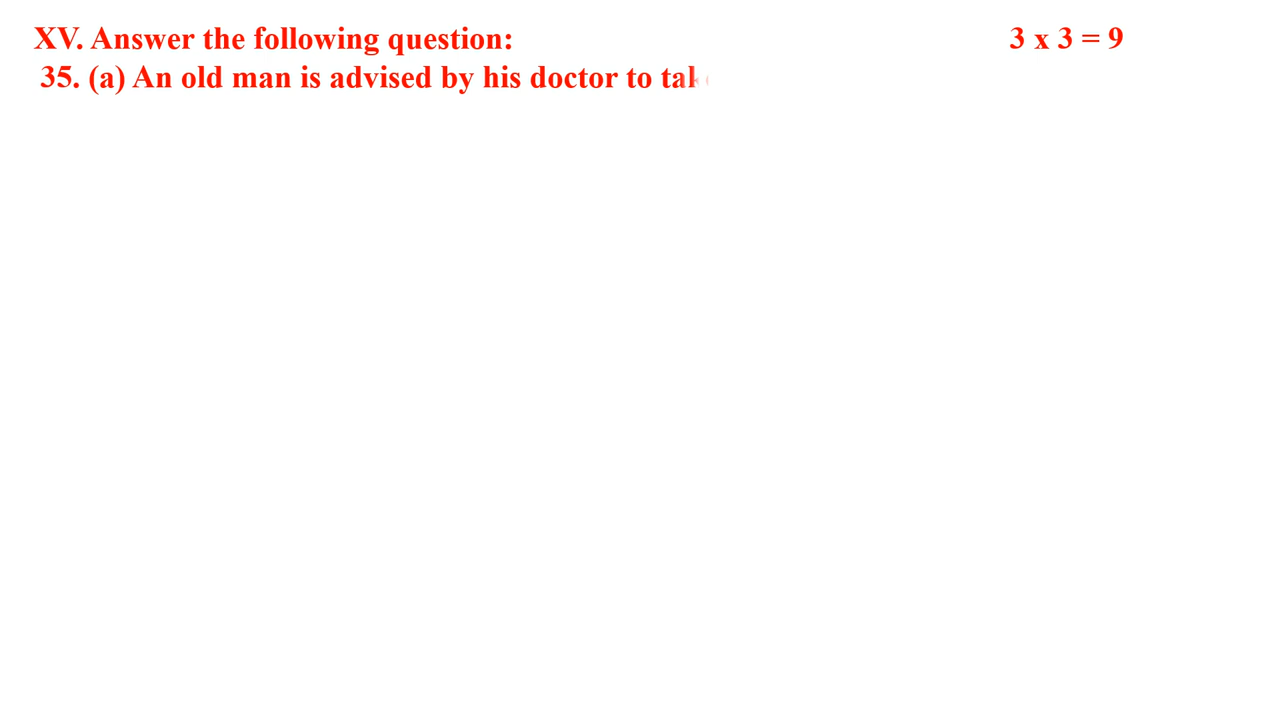 XV. Answer the following question: 3 x 3 = 9
35. (a) An old man is advised by his doctor to